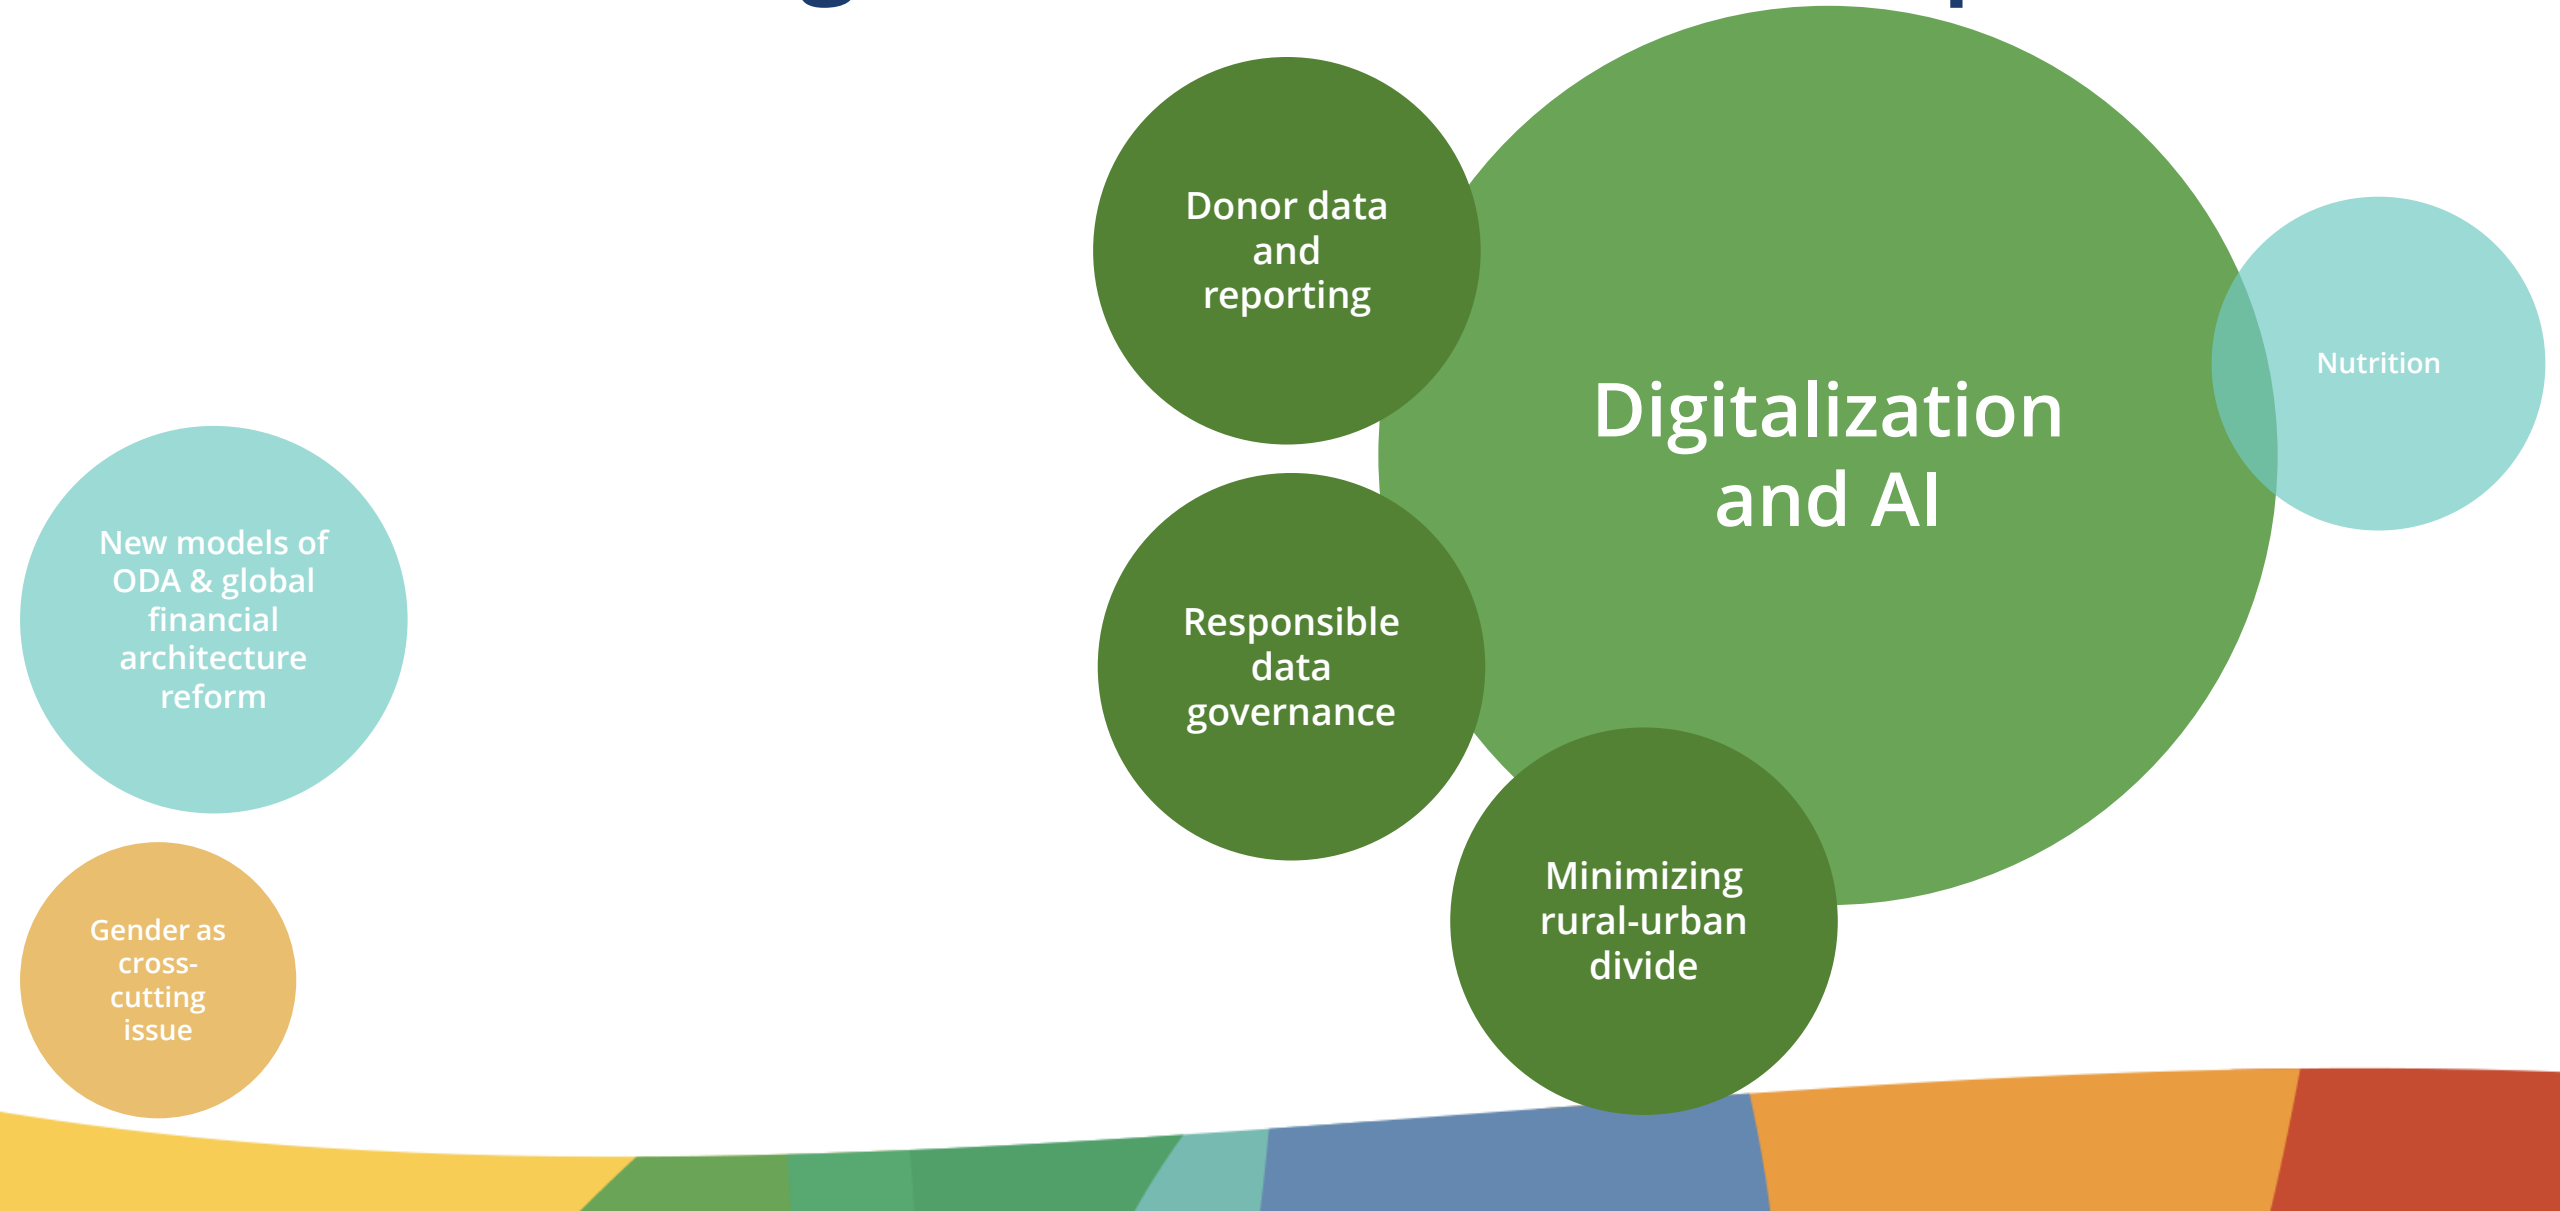 Donor data
and
reporting
Digitalization
and AI
Nutrition
New models of
ODA & global
financial
architecture
reform
Responsible
data
governance
Minimizing
rural-urban
divide
Gender as
cross-
cutting
issue